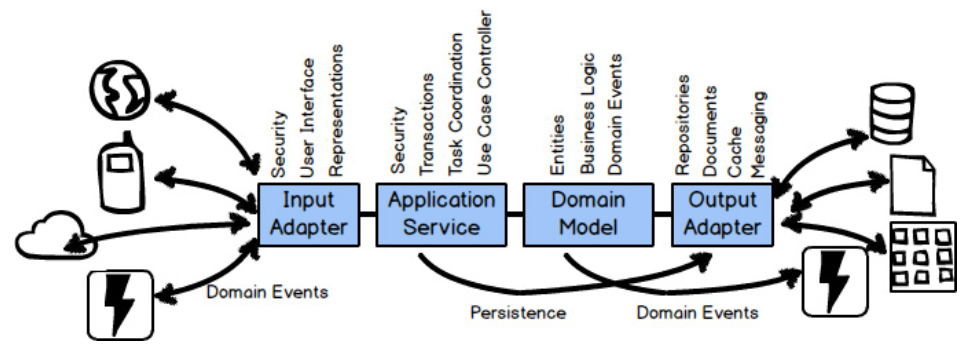 Security
User Interface
Representations
Security
Transactions
Task Coordination
Use Case Controller
Entities
Business Logic
Domain Events
Repositories
Documents
Cache
Messaging
Input
Adapter
Application
Service
Domain
Model
Output
Adapter
Domain Events
Persistence
Domain Events